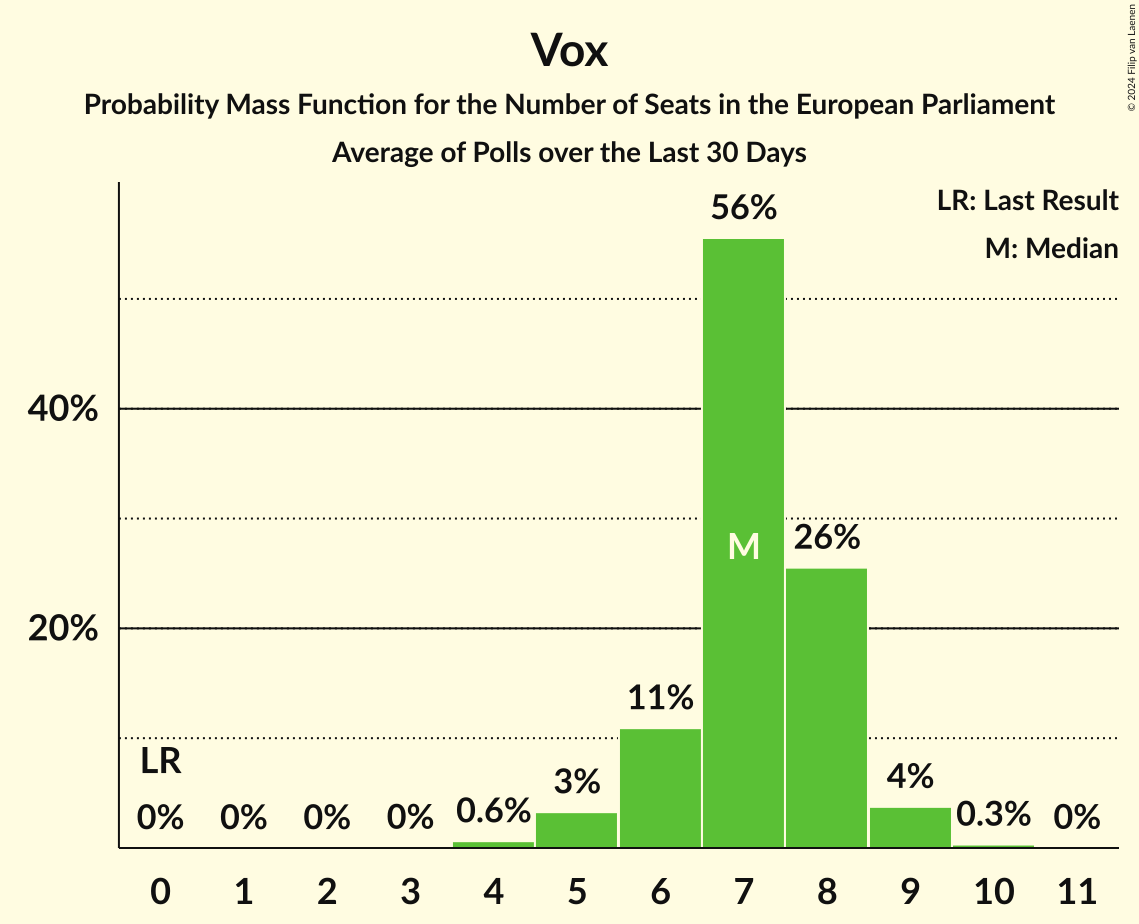 Vox
Probability Mass Function for the Number of Seats in the European Parliament
Average of Polls over the Last 30 Days
© 2024 Filip van Laenen
LR: Last Result
M: Median
56%
40%
M
26%
20%
11%
LR
3%
4%
0% 0% 0% 0% 0.6% 0.3% 0%
0 1 2 3 4 5 6 7 8 9 10 11